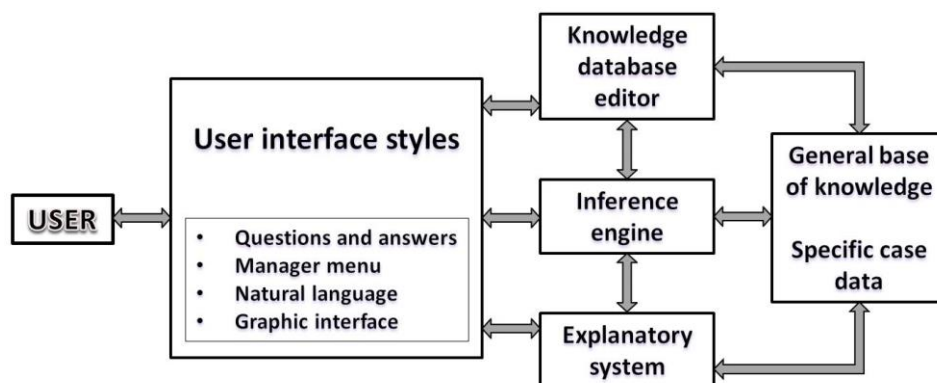 USER
User interface styles
• Questions and answers
• Manager menu
• Natural language
• Graphic interface
Knowledge
database
editor
Inference
engine
Explanatory
system
General base
of knowledge
Specific case
data